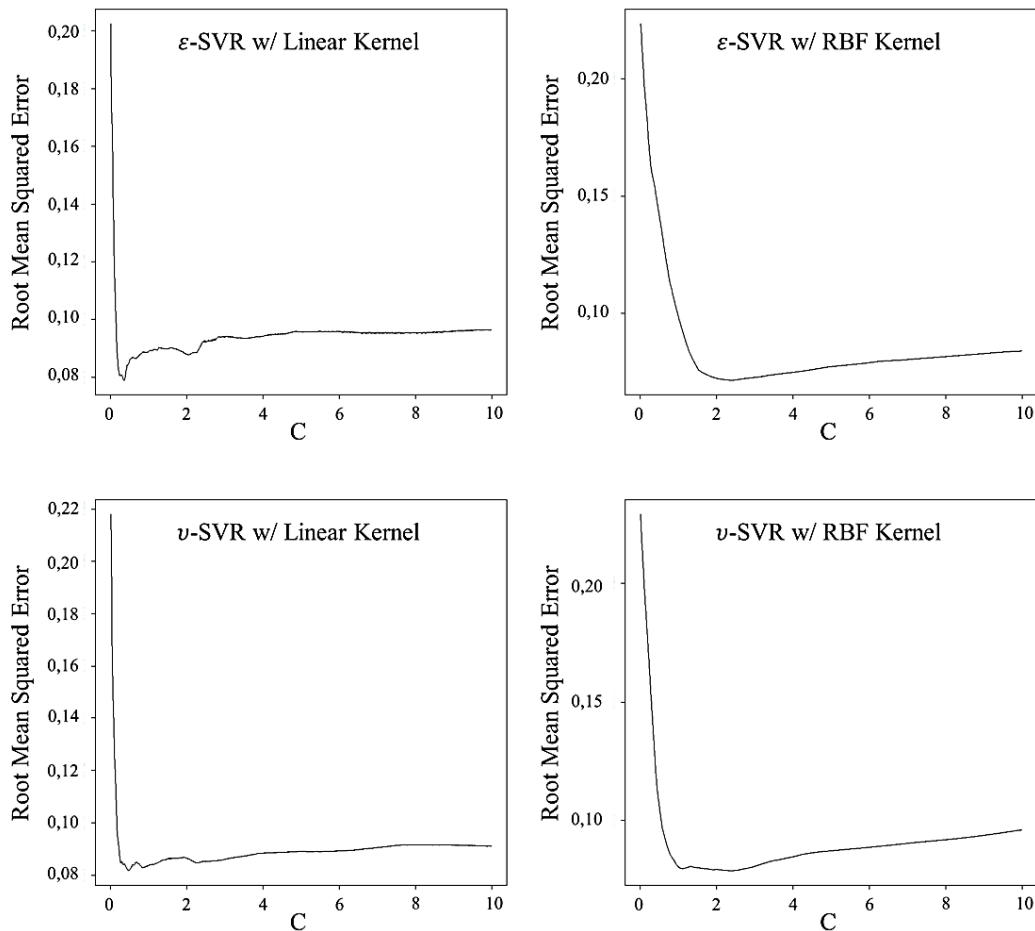 ε-SVR w/ Linear Kernel
Root Mean Squared Error
0,20
0,18
0,16
0,14
0,12
0,10
0,08
0 2 4 6 8 10
C
ε-SVR w/ RBF Kernel
Root Mean Squared Error
0,20
0,15
0,10
0 2 4 6 8 10
C
υ-SVR w/ Linear Kernel
Root Mean Squared Error
0,22
0,20
0,18
0,16
0,14
0,12
0,10
0,08
0 2 4 6 8 10
C
υ-SVR w/ RBF Kernel
Root Mean Squared Error
0,20
0,15
0,10
0 2 4 6 8 10
C